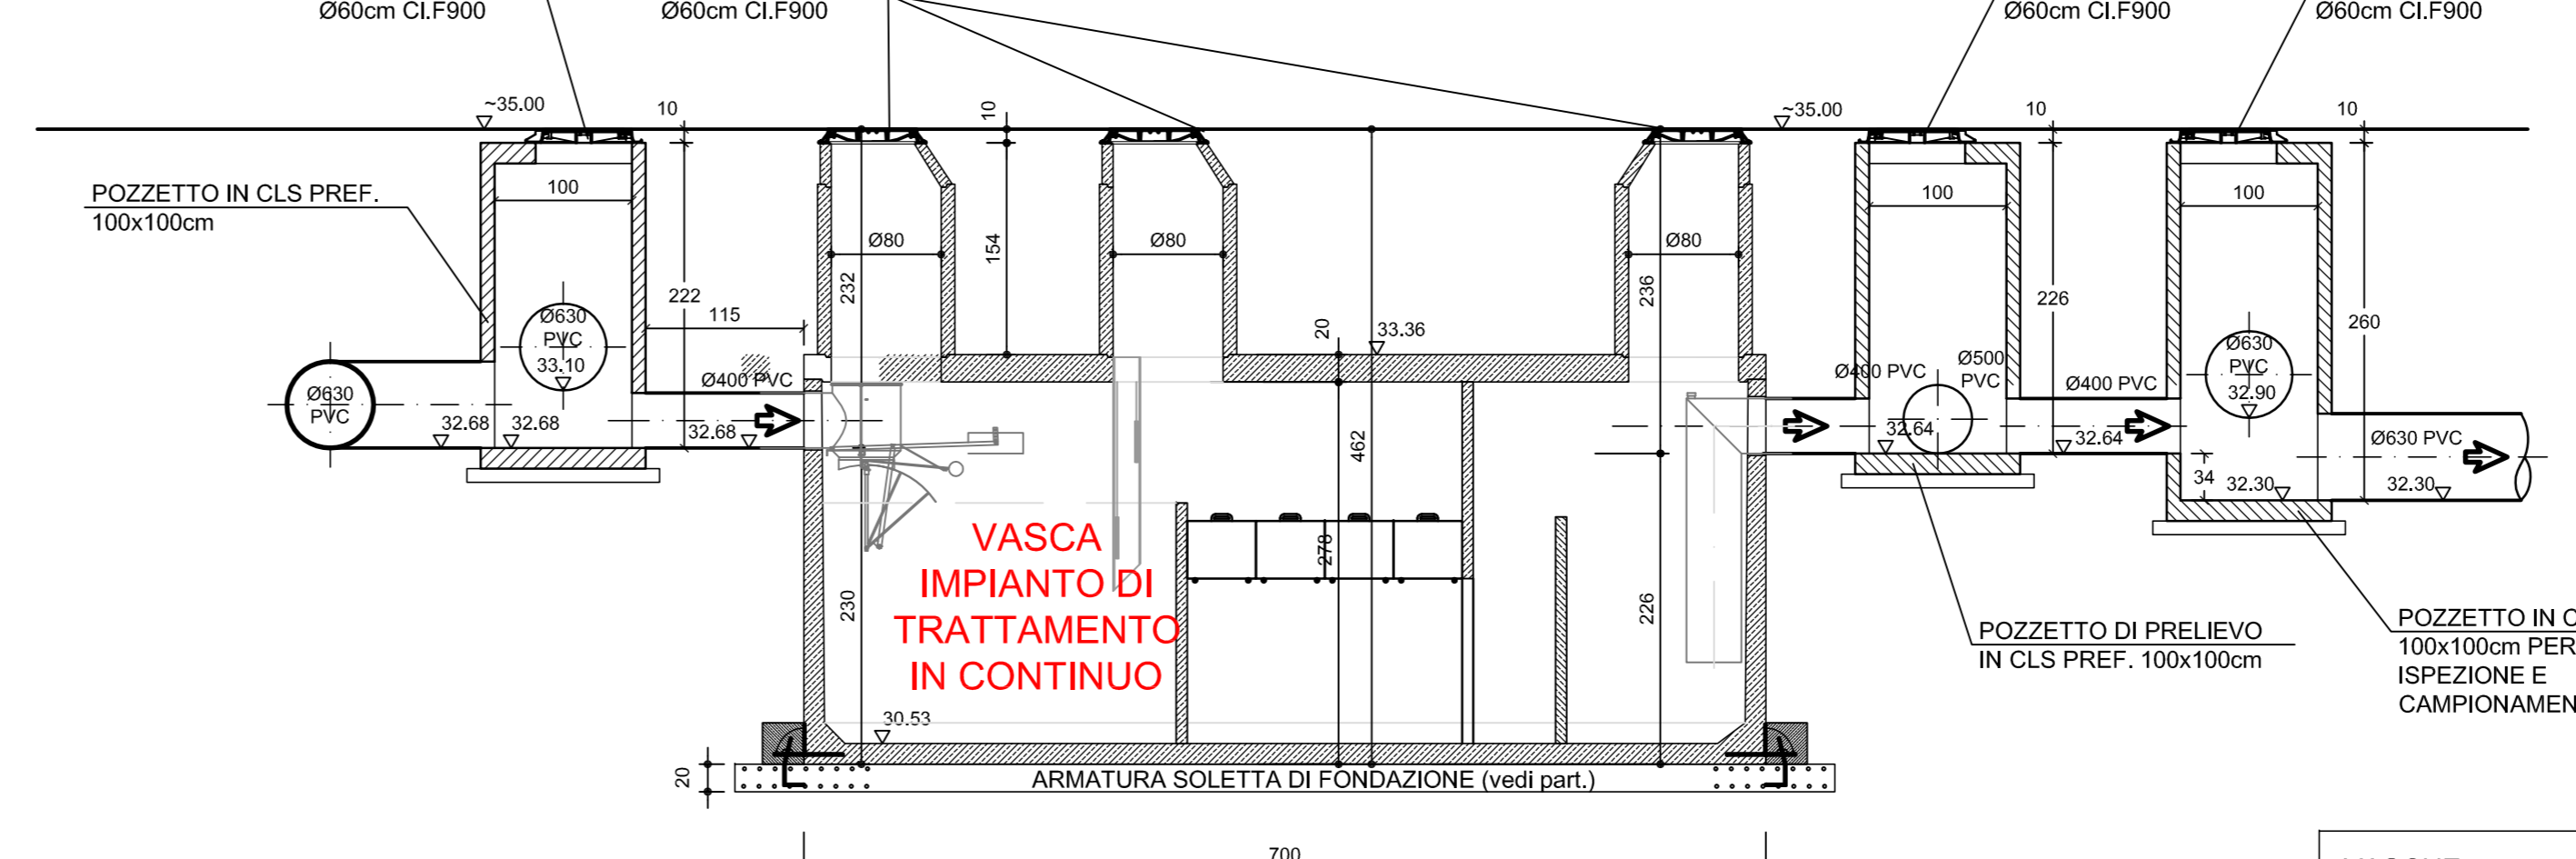 Ø60cm Cl.F900
Ø60cm Cl.F900
Ø60cm Cl.F900
Ø60cm Cl.F900
~35.00
10
10
~35.00
10
10
POZZETTO IN CLS PREF.
100x100cm
100
222
115
Ø630
PVC
33.10
Ø630
PVC
32.68
32.68
Ø400 PVC
32.68
Ø80
232
154
Ø80
20
33.36
Ø80
236
462
278
230
226
VASCA
IMPIANTO DI
TRATTAMENTO
IN CONTINUO
30.53
20
ARMATURA SOLETTA DI FONDAZIONE (vedi part.)
700
100
226
Ø400 PVC
Ø500
PVC
32.64
Ø400 PVC
32.64
100
260
Ø630
PVC
32.90
34
32.30
Ø630 PVC
32.30
POZZETTO DI PRELIEVO
IN CLS PREF. 100x100cm
POZZETTO IN C
100x100cm PER
ISPEZIONE E
CAMPIONAMEN